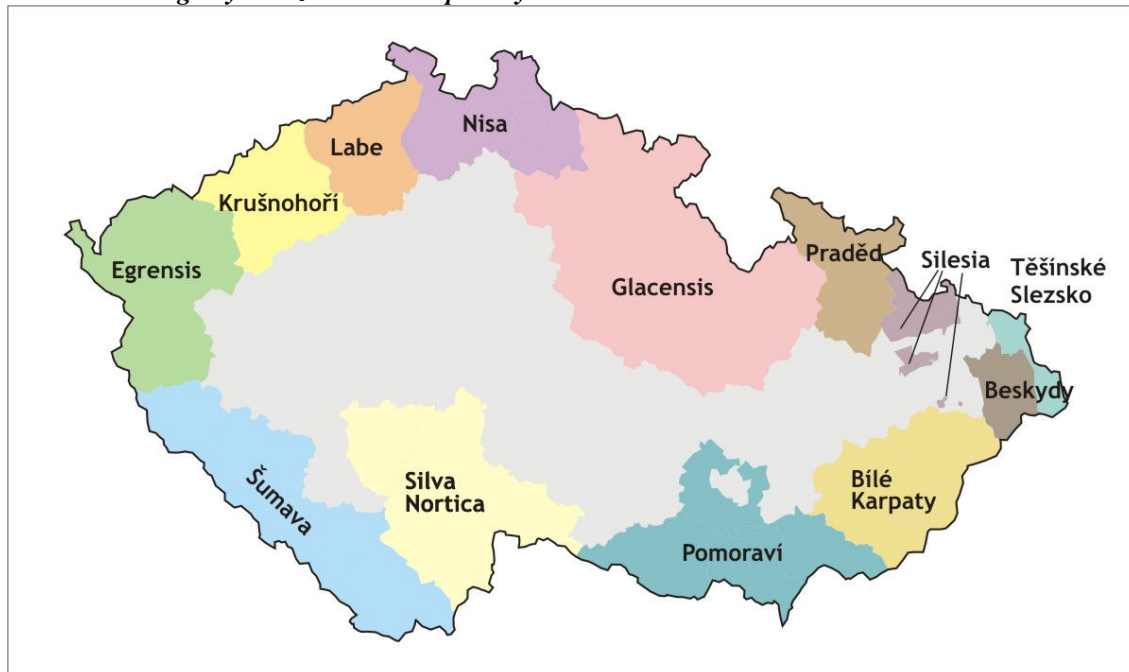 Nisa
Labe
Krušnohoří
Egrensis
Glacensis
Praděd
Silesia
Těšínské
Slezsko
Beskydy
Šumava
Silva
Nortica
Pomoraví
Bílé
Karpaty